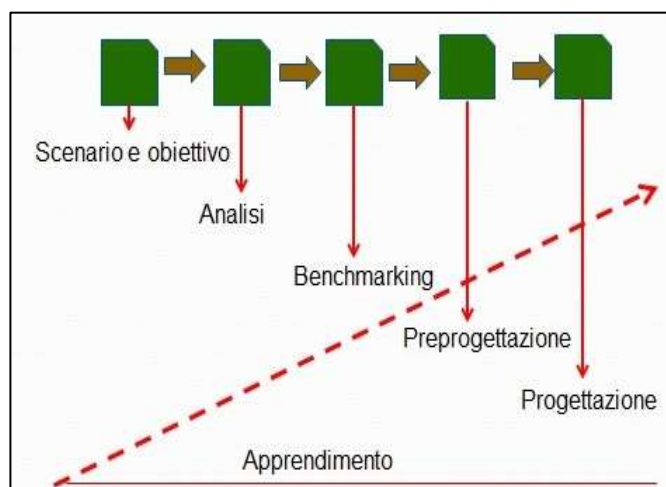 Scenario e obiettivo
Analisi
Benchmarking
Preprogettazione
Progettazione
Apprendimento